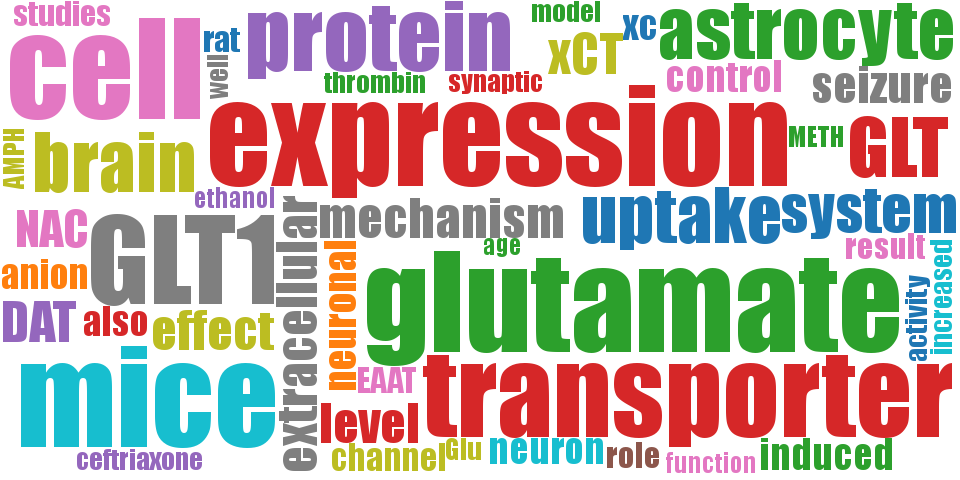 studies
cell
rat
well
protein
thrombin
synaptic
model
xCT
xc
astrocyte
control
seizure
AMPH
brain
expression
METH
GLT
ethanol
NAC
GLT1
extracellular
mechanism
age
uptake
system
result
anion
DAT
also
effect
neuronal
glutamate
activity
increased
mice
EAAT
transporter
level
ceftriaxone
channel
Glu
neuron
role
function
induced